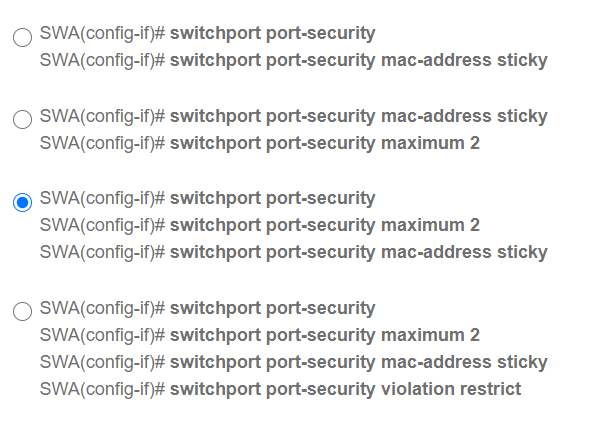 SWA(config-if)# switchport port-security
SWA(config-if)# switchport port-security mac-address sticky
SWA(config-if)# switchport port-security mac-address sticky
SWA(config-if)# switchport port-security maximum 2
SWA(config-if)# switchport port-security
SWA(config-if)# switchport port-security maximum 2
SWA(config-if)# switchport port-security mac-address sticky
SWA(config-if)# switchport port-security
SWA(config-if)# switchport port-security maximum 2
SWA(config-if)# switchport port-security mac-address sticky
SWA(config-if)# switchport port-security violation restrict